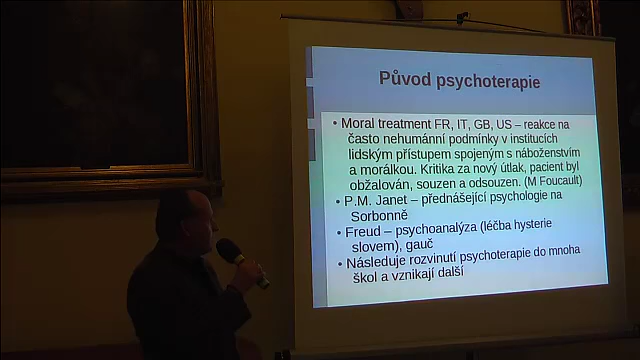 Původ psychoterapie
• Moral treatment FR, IT, GB, US – reakce na
často nehumánní podmínky v institucích
lidským přístupem spojeným s náboženstvím
a morálkou. Kritika za nový útlak, pacient byl
obžalován, souzen a odsouzen. (M Foucault)
• P.M. Janet – přednášející psychologie na
Sorbonně
• Freud – psychoanalýza (léčba hysterie
slovem), gauč
• Následuje rozvinutí psychoterapie do mnoha
škol a vznikají další